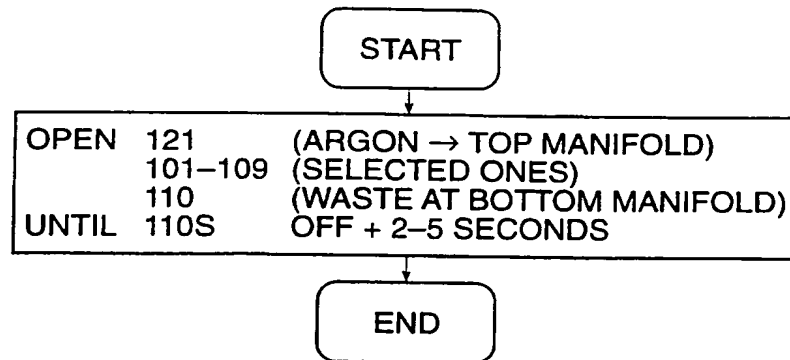 START
OPEN 121 (ARGON → TOP MANIFOLD)
101–109 (SELECTED ONES)
110 (WASTE AT BOTTOM MANIFOLD)
UNTIL 110S OFF + 2–5 SECONDS
END